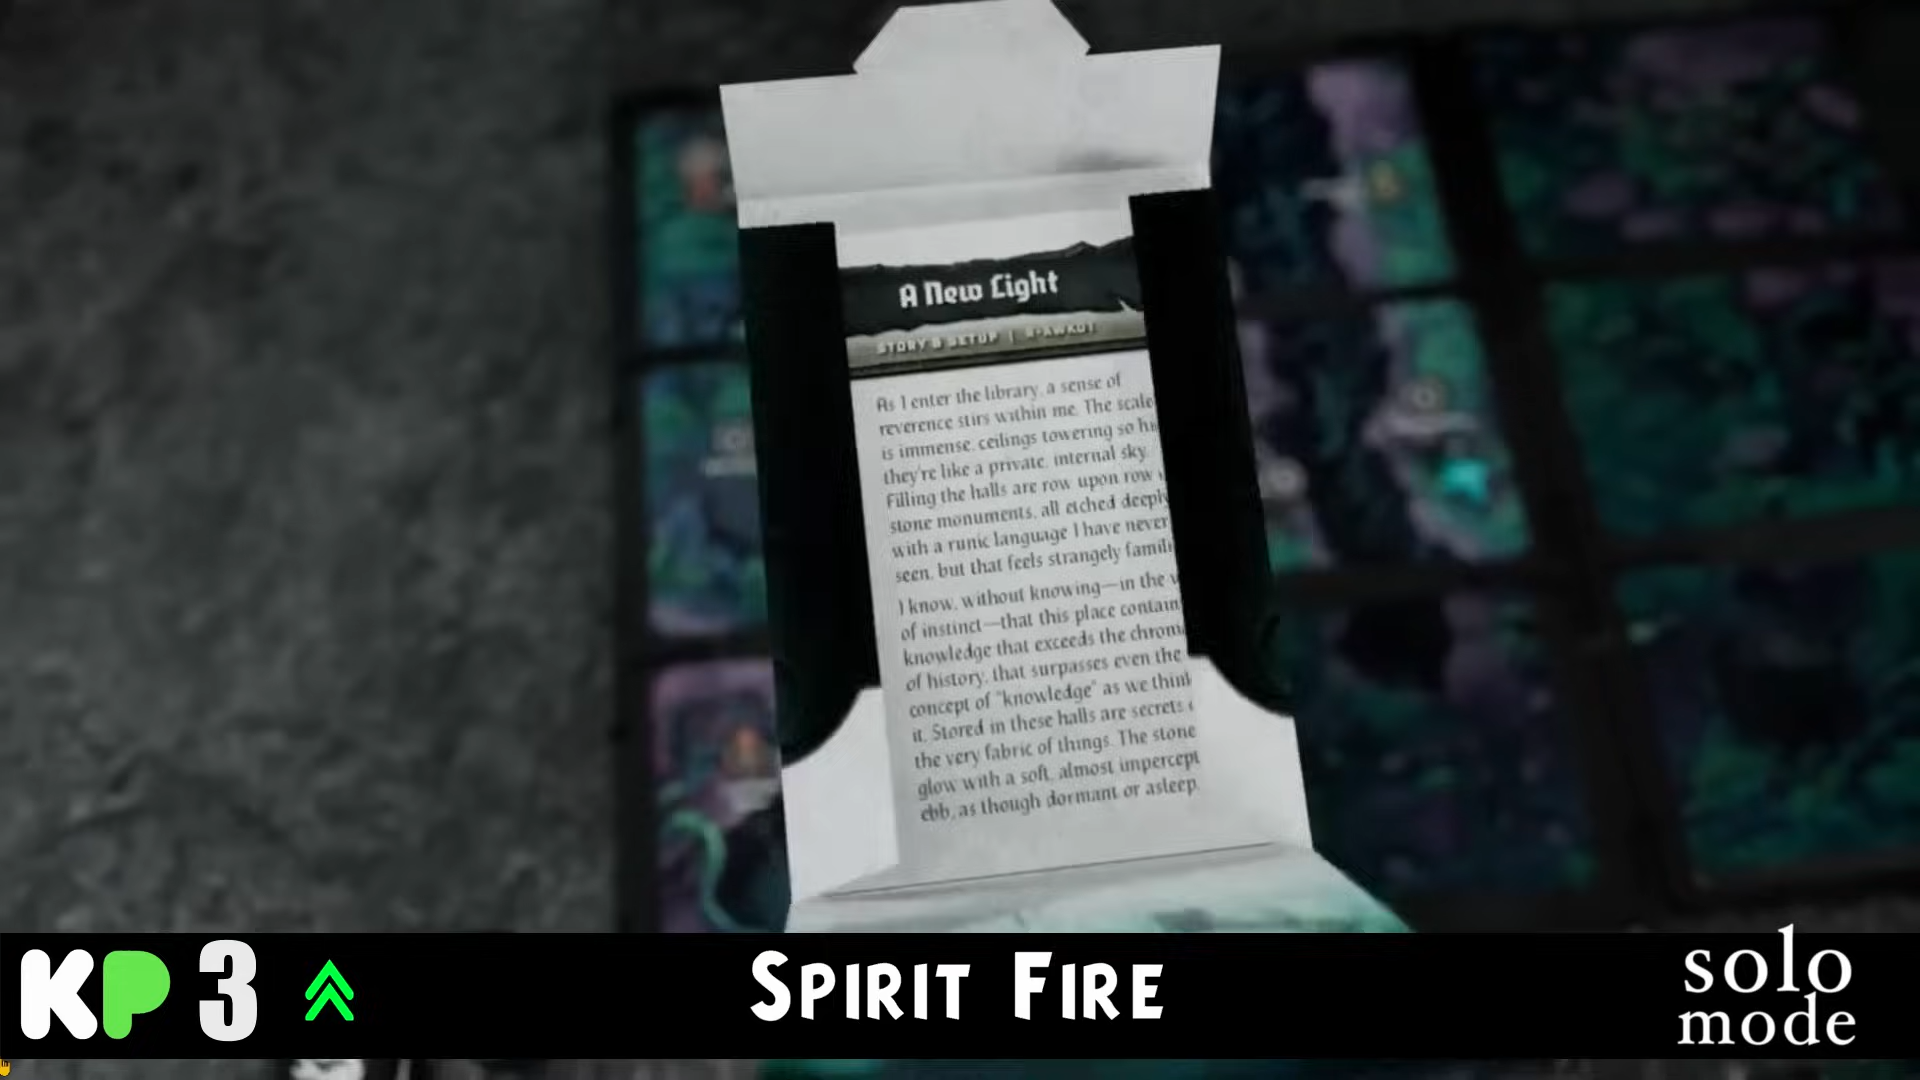 A New Light
STORY & SETUP |
As I enter the library, a sense of
reverence stirs within me. The scale
is immense, ceilings towering so
they're like a private, internal sky.
Filling the halls are row upon row
stone monuments, all etched deeply
with a runic language I have never
seen, but that feels strangely
I know, without knowing—in the
of instinct—that this place
knowledge that exceeds the
of history, that surpasses even the
concept of "knowledge" as we
it. Stored in these halls are secrets
the very fabric of things. The stone
glow with a soft, almost
ebb, as though dormant or asleep.
KP 3
SPIRIT FIRE
solo
mode